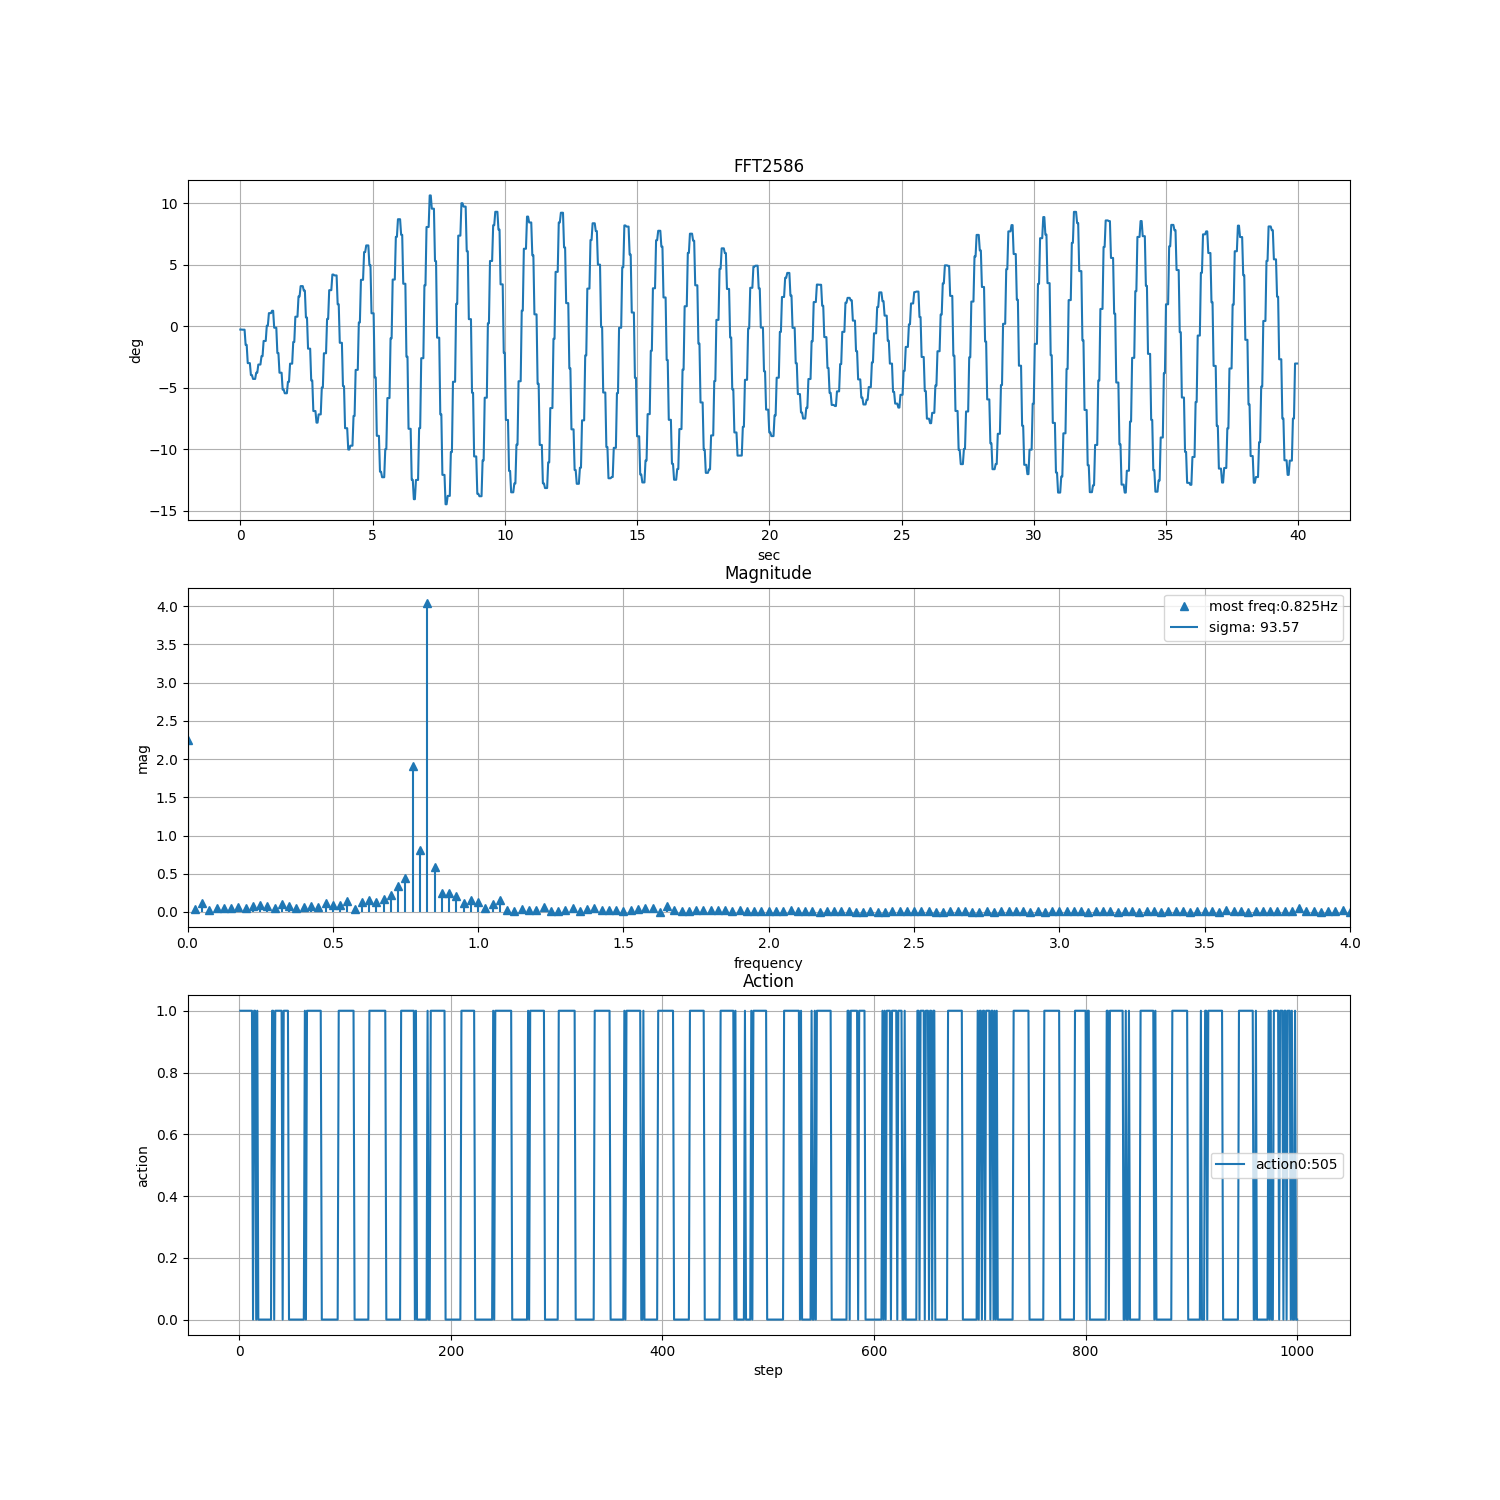 FFT2586
10
5
0
−5
−10
−15
deg
0 5 10 15 20 25 30 35 40
sec
Magnitude
4.0
3.5
3.0
2.5
2.0
1.5
1.0
0.5
0.0
mag
most freq:0.825Hz
sigma: 93.57
0.0 0.5 1.0 1.5 2.0 2.5 3.0 3.5 4.0
frequency
Action
1.0
0.8
0.6
0.4
0.2
0.0
action
action0:505
0 200 400 600 800 1000
step